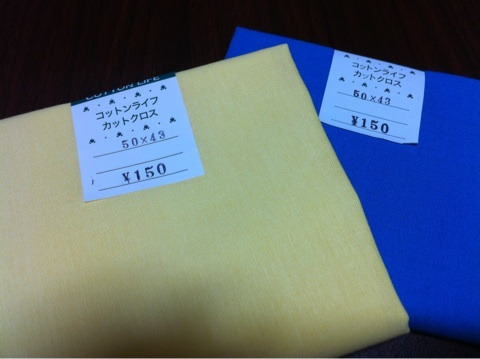 COTTON LIFE
コットンライフ
カットクロス
50×43
¥150
コットンライフ
カットクロス
50×43
¥150